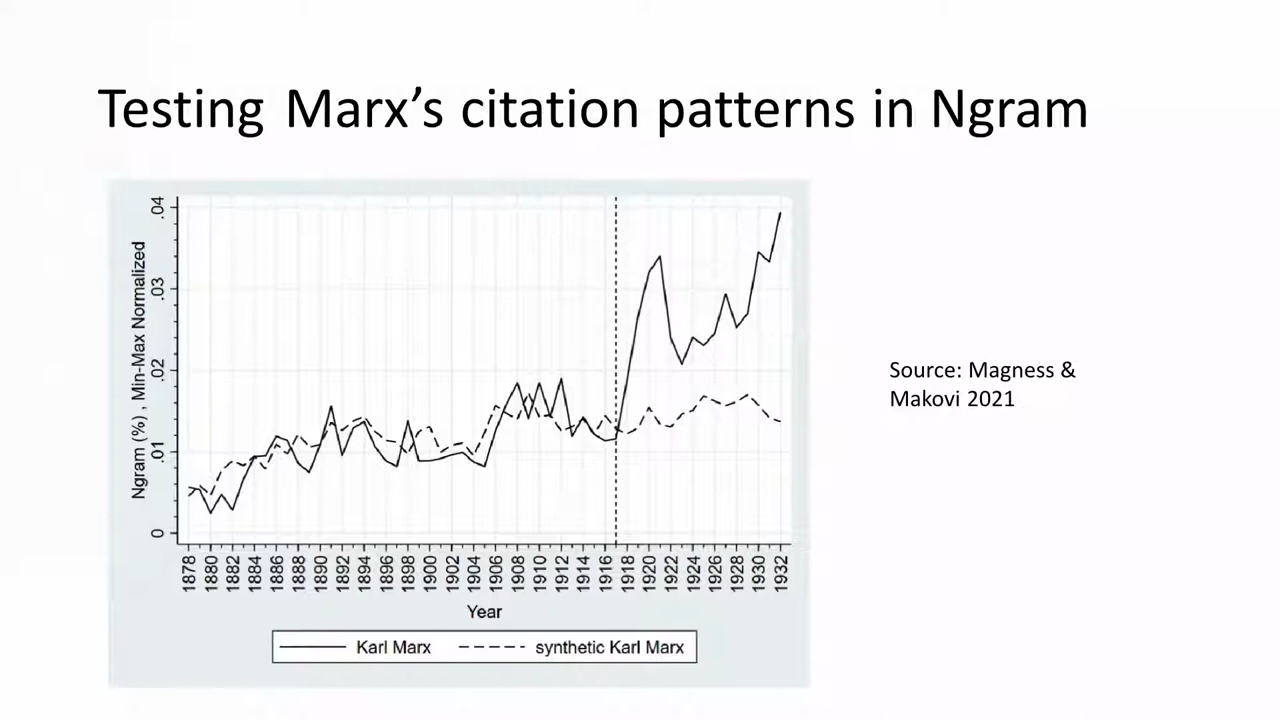 Testing Marx’s citation patterns in Ngram
Ngram (%) , Min-Max Normalized
.04
.03
.02
.01
0
1878 1880 1882 1884 1886 1888 1890 1892 1894 1896 1898 1900 1902 1904 1906 1908 1910 1912 1914 1916 1918 1920 1922 1924 1926 1928 1930 1932
Year
Karl Marx synthetic Karl Marx
Source: Magness &
Makovi 2021